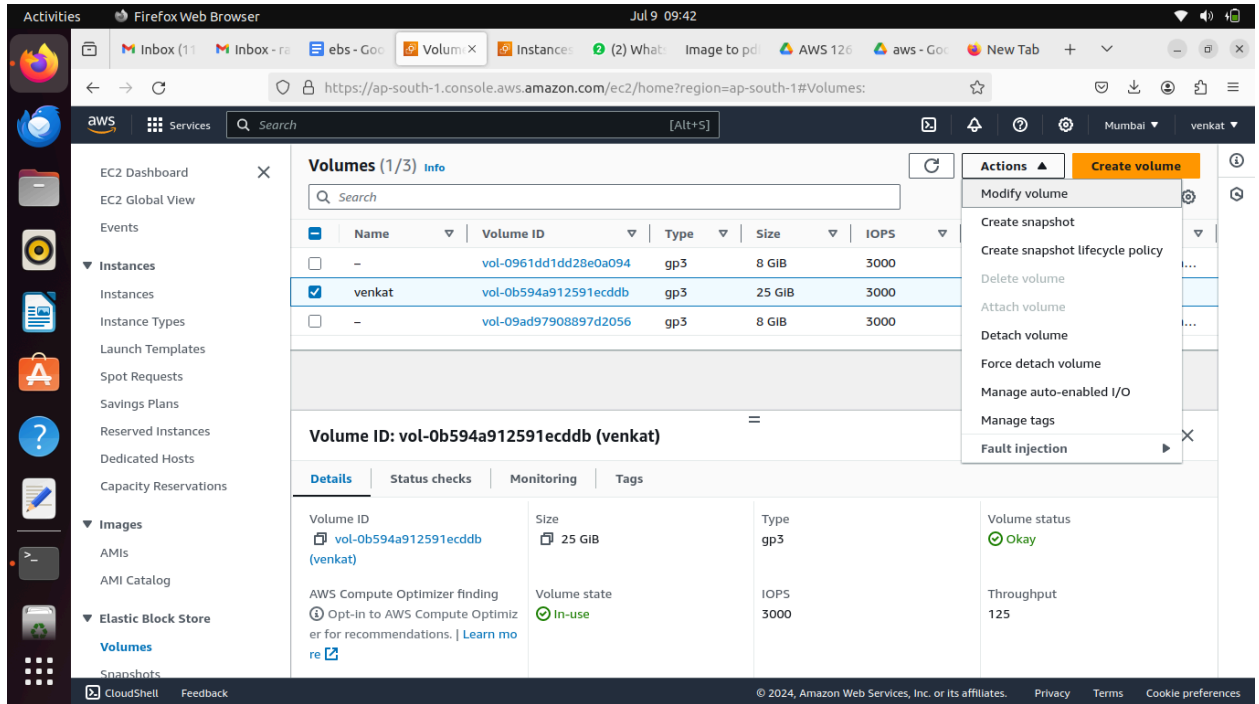 Activities
Firefox Web Browser
Jul 9 09:42
Inbox (11
Inbox - ra
ebs - Goo
Volum
Instances
(2) What
Image to pd
AWS 126
aws - Goo
New Tab
https://ap-south-1.console.aws.amazon.com/ec2/home?region=ap-south-1#Volumes:
aws
Services
Search
[Alt+S]
Mumbai
venkat
EC2 Dashboard
EC2 Global View
Events
Instances
Instances
Instance Types
Launch Templates
Spot Requests
Savings Plans
Reserved Instances
Dedicated Hosts
Capacity Reservations
Images
AMIs
AMI Catalog
Elastic Block Store
Volumes
Snapshots
Volumes (1/3) Info
Actions
Create volume
Search
Name Volume ID Type Size IOPS
– vol-0961dd1dd28e0a094 gp3 8 GiB 3000
venkat vol-0b594a912591ecddb gp3 25 GiB 3000
– vol-09ad97908897d2056 gp3 8 GiB 3000
Modify volume
Create snapshot
Create snapshot lifecycle policy
Delete volume
Attach volume
Detach volume
Force detach volume
Manage auto-enabled I/O
Manage tags
Fault injection
Volume ID: vol-0b594a912591ecddb (venkat)
Details
Status checks
Monitoring
Tags
Volume ID
vol-0b594a912591ecddb
(venkat)
Size
25 GiB
Type
gp3
Volume status
Okay
AWS Compute Optimizer finding
Opt-in to AWS Compute Optimiz
er for recommendations. | Learn mo
re
Volume state
In-use
IOPS
3000
Throughput
125
CloudShell
Feedback
© 2024, Amazon Web Services, Inc. or its affiliates.
Privacy
Terms
Cookie preferences